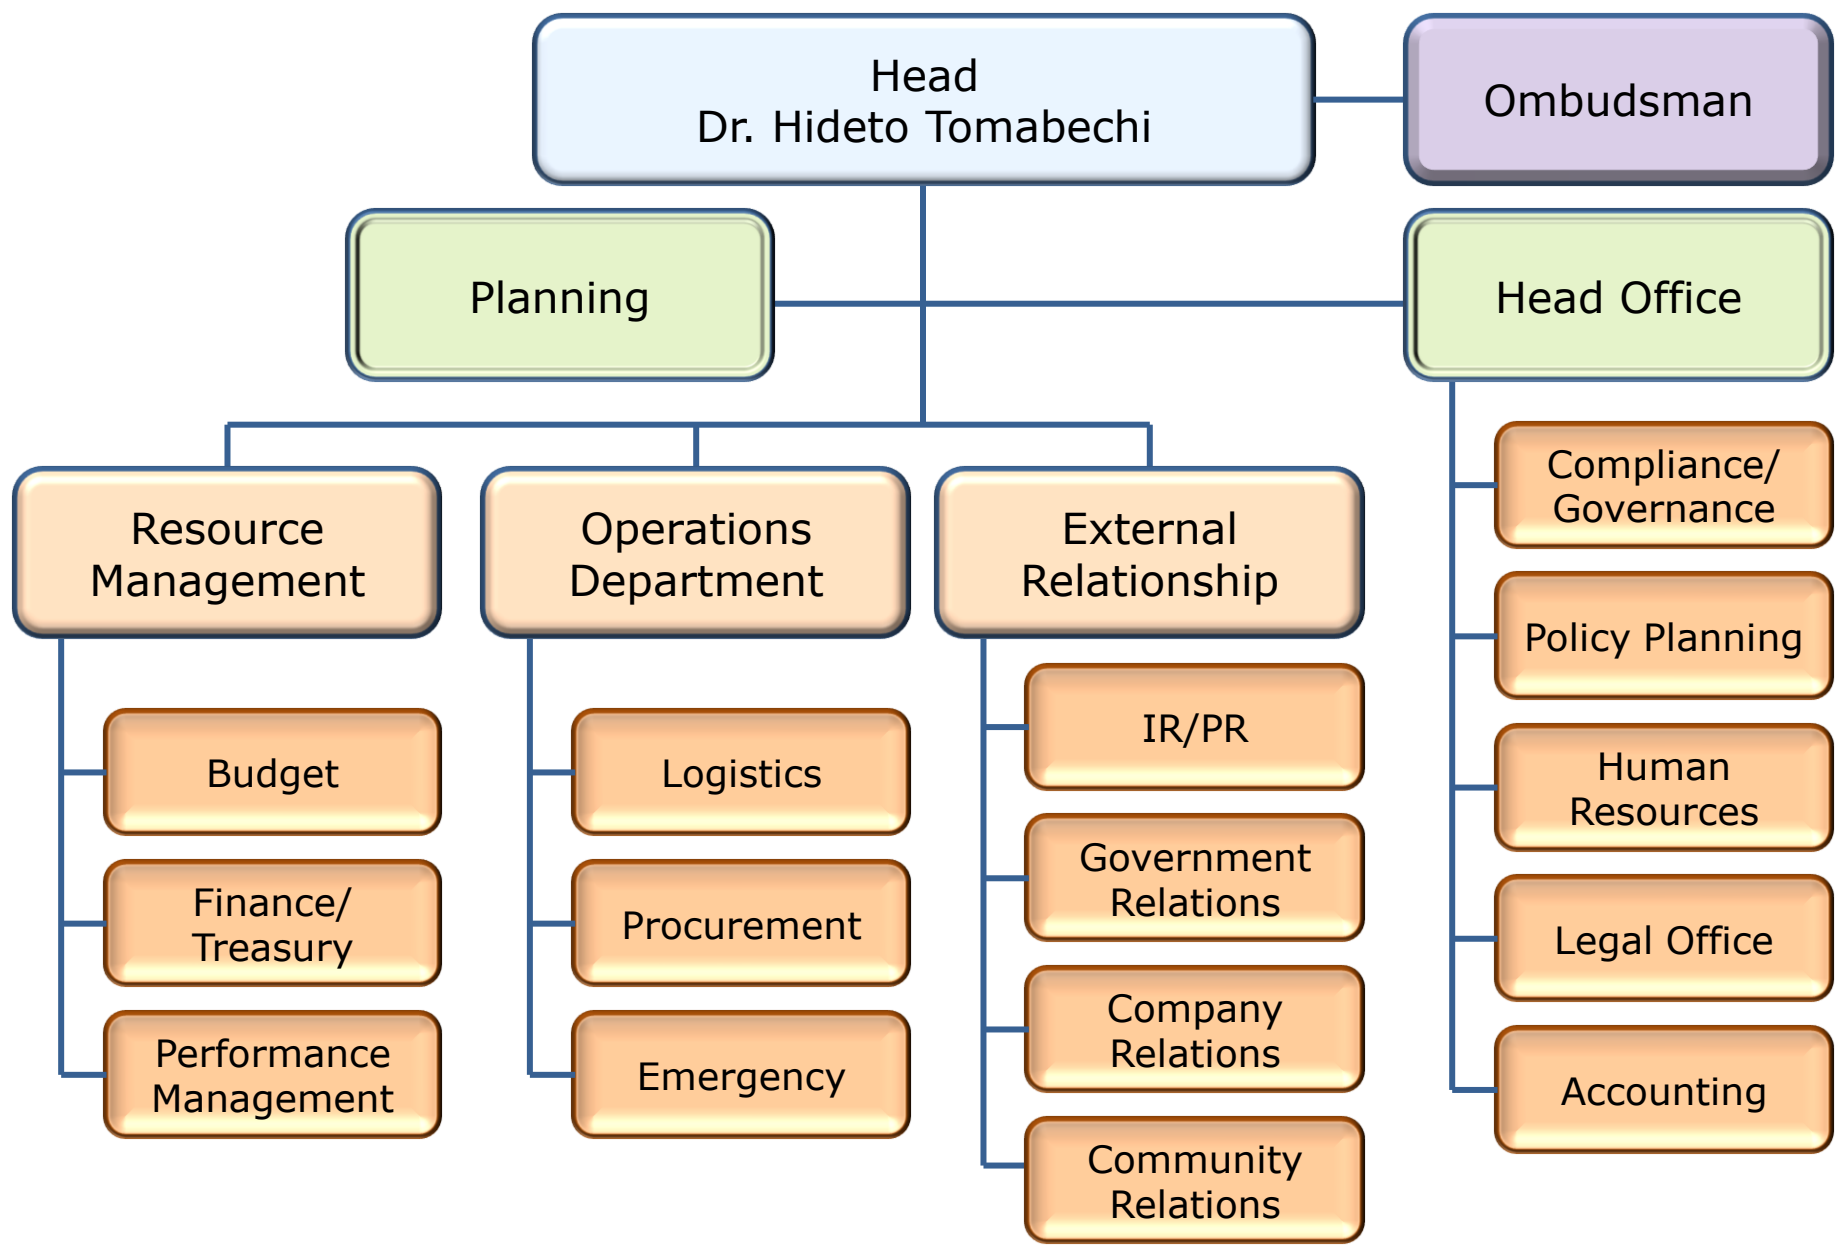 Head
Dr. Hideto Tomabechi
Ombudsman
Planning
Head Office
Resource
Management
Budget
Finance/
Treasury
Performance
Management
Operations
Department
Logistics
Procurement
Emergency
External
Relationship
IR/PR
Government
Relations
Company
Relations
Community
Relations
Compliance/
Governance
Policy Planning
Human
Resources
Legal Office
Accounting